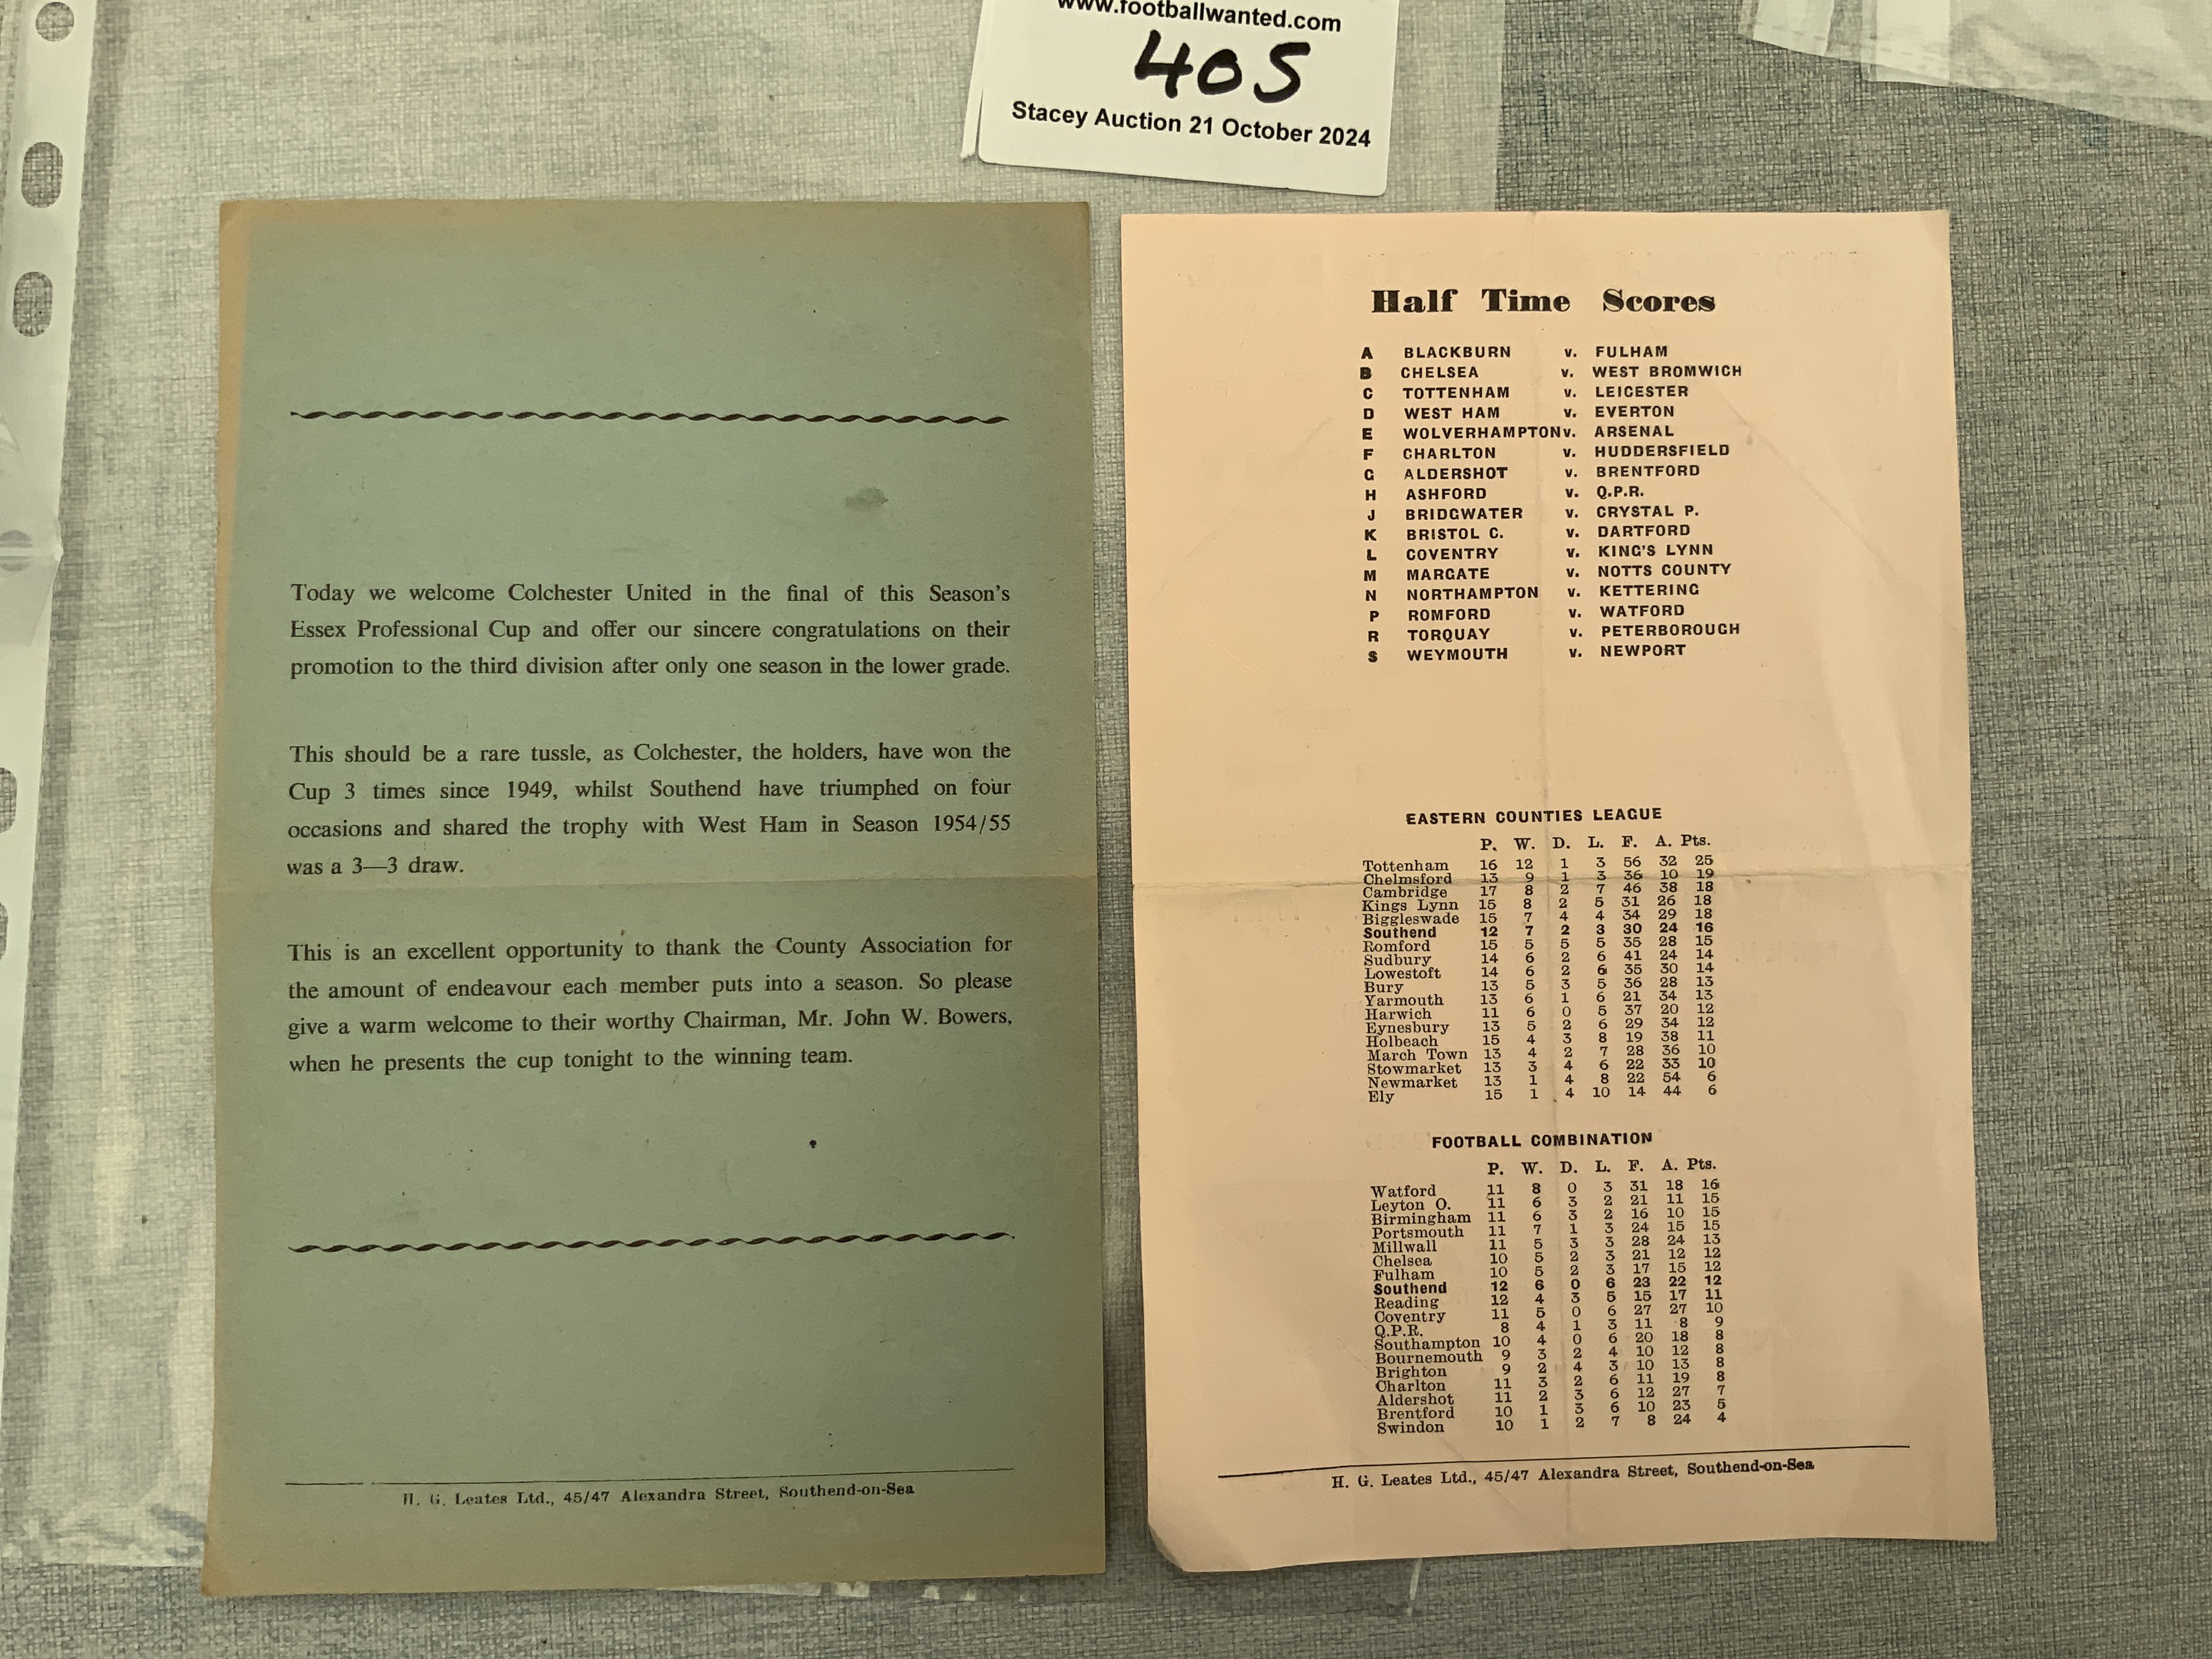 www.footballwanted.com
405
Stacey Auction 21 October 2024
Today we welcome Colchester United in the final of this Season's
Essex Professional Cup and offer our sincere congratulations on their
promotion to the third division after only one season in the lower grade.
This should be a rare tussle, as Colchester, the holders, have won the
Cup 3 times since 1949, whilst Southend have triumphed on four
occasions and shared the trophy with West Ham in Season 1954/55
was a 3—3 draw.
This is an excellent opportunity to thank the County Association for
the amount of endeavour each member puts into a season. So please
give a warm welcome to their worthy Chairman, Mr. John W. Bowers,
when he presents the cup tonight to the winning team.
H. G. Leates Ltd., 45/47 Alexandra Street, Southend-on-Sea
Half Time Scores
A BLACKBURN v. FULHAM
B CHELSEA v. WEST BROMWICH
C TOTTENHAM v. LEICESTER
D WEST HAM v. EVERTON
E WOLVERHAMPTON v. ARSENAL
F CHARLTON v. HUDDERSFIELD
G ALDERSHOT v. BRENTFORD
H ASHFORD v. Q.P.R.
J BRIDGWATER v. CRYSTAL P.
K BRISTOL C. v. DARTFORD
L COVENTRY v. KING'S LYNN
M MARGATE v. NOTTS COUNTY
N NORTHAMPTON v. KETTERING
P ROMFORD v. WATFORD
R TORQUAY v. PETERBOROUGH
S WEYMOUTH v. NEWPORT
EASTERN COUNTIES LEAGUE
P. W. D. L. F. A. Pts.
Tottenham 16 12 1 3 56 32 25
Chelmsford 13 9 1 3 36 10 19
Cambridge 17 8 2 7 46 38 18
Kings Lynn 15 8 2 5 31 26 18
Biggleswade 15 7 4 4 34 29 18
Southend 12 7 2 3 30 24 16
Romford 15 5 5 5 35 28 15
Sudbury 14 6 2 6 41 24 14
Lowestoft 14 6 2 6 35 30 14
Bury 13 5 3 5 36 28 13
Yarmouth 13 6 1 6 21 34 13
Harwich 11 6 0 5 37 20 12
Eynesbury 13 5 2 6 29 34 12
Holbeach 15 4 3 8 19 38 11
March Town 13 4 2 7 28 36 10
Stowmarket 13 3 4 6 22 33 10
Newmarket 13 1 4 8 22 54 6
Ely 15 1 4 10 14 44 6
FOOTBALL COMBINATION
P. W. D. L. F. A. Pts.
Watford 11 8 0 3 31 18 16
Leyton O. 11 6 3 2 21 11 15
Birmingham 11 6 3 2 16 10 15
Portsmouth 11 7 1 3 24 15 15
Millwall 11 5 3 3 28 24 13
Chelsea 10 5 2 3 21 12 12
Fulham 10 5 2 3 17 15 12
Southend 12 6 0 6 23 22 12
Reading 12 4 3 5 15 17 11
Coventry 11 5 0 6 27 27 10
Q.P.R. 8 4 1 3 11 8 9
Southampton 10 4 0 6 20 18 8
Bournemouth 9 3 2 4 10 12 8
Brighton 9 2 4 3 10 13 8
Charlton 11 3 2 6 11 19 8
Aldershot 11 2 3 6 12 27 7
Brentford 10 1 3 6 10 23 5
Swindon 10 1 2 7 8 24 4
H. G. Leates Ltd., 45/47 Alexandra Street, Southend-on-Sea